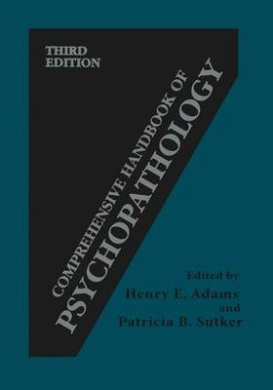 THIRD
EDITION
COMPREHENSIVE HANDBOOK OF
PSYCHOPATHOLOGY
Edited by
Henry E. Adams
and
Patricia B. Sutker